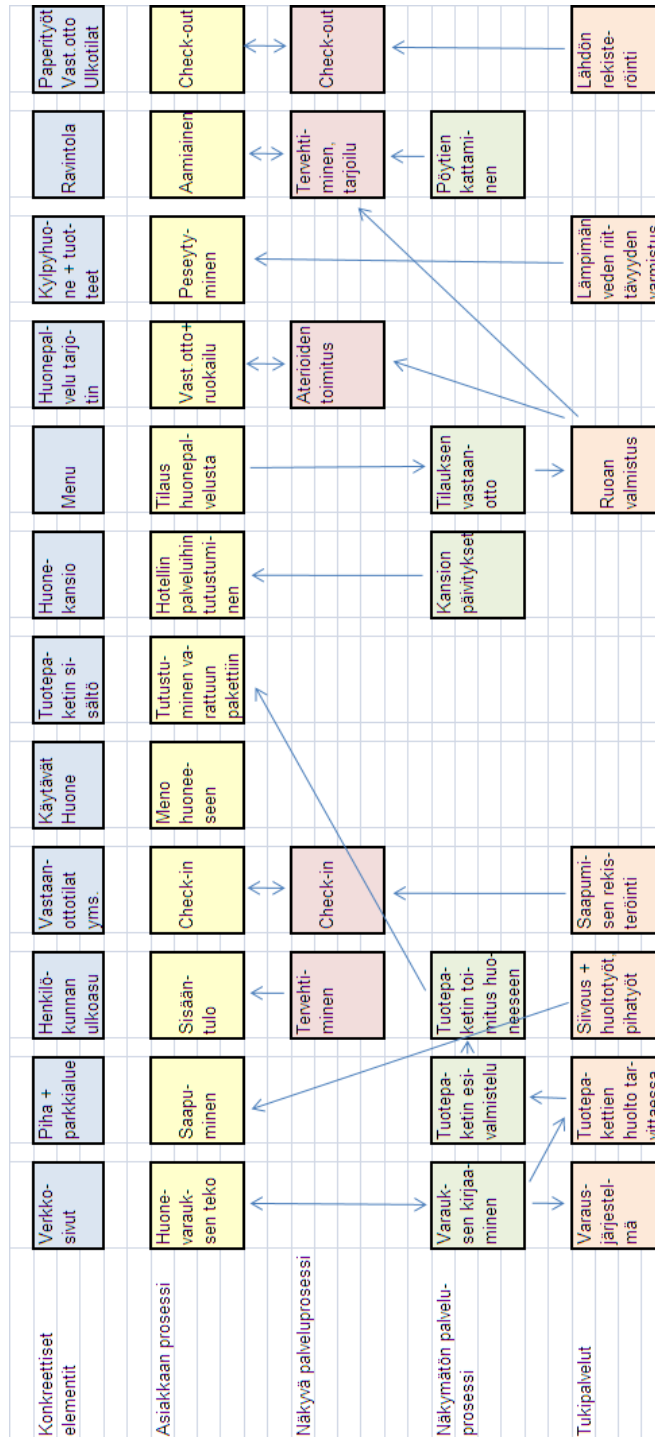 Konkreettiset
elementit
Verkko-
sivut
Piha +
parkkialue
Henkilö-
kunnan
ulkoasu
Vastaan-
ottotilat
yms.
Käytävät
Huone
Tuotepa-
ketin si-
sältö
Huone-
kansio
Menu
Huonepal-
velu tarjo-
tin
Kylpyhuo-
ne + tuot-
teet
Ravintola
Paperityöt
Vast.otto
Ulkotilat
Asiakkaan prosessi
Huone-
varauk-
sen teko
Saapu-
minen
Sisään-
tulo
Check-in
Meno
huonee-
seen
Tutustu-
minen va-
rattuun
pakettiin
Hotellin
palveluihin
tutustumi-
nen
Tilaus
huonepal-
velusta
Vast.otto+
ruokailu
Peseyty-
minen
Aamiainen
Check-out
Näkyvä palveluprosessi
Tervehti-
minen
Check-in
Aterioiden
toimitus
Tervehti-
minen,
tarjoilu
Check-out
Näkymätön palvelu-
prosessi
Varauk-
sen kirjaa-
minen
Tuotepa-
ketin esi-
valmistelu
Tuotepa-
ketin toi-
mitus huo-
neeseen
Kansion
päivitykset
Tilauksen
vastaan-
otto
Pöytien
kattami-
nen
Tukipalvelut
Varaus-
järjestel-
mä
Tuotepa-
kettien
huolto tar-
vittaessa
Siivous +
huoltotyöt,
pihatyöt
Saapumi-
sen rekis-
teröinti
Ruoan
valmistus
Lämpimän
veden riit-
tävyyden
varmistus
Lähdön
rekiste-
röinti